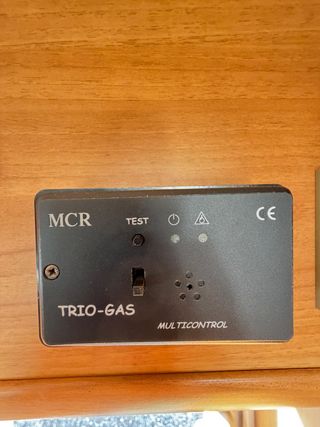 MCR TEST CE
TRIO-GAS
MULTICONTROL